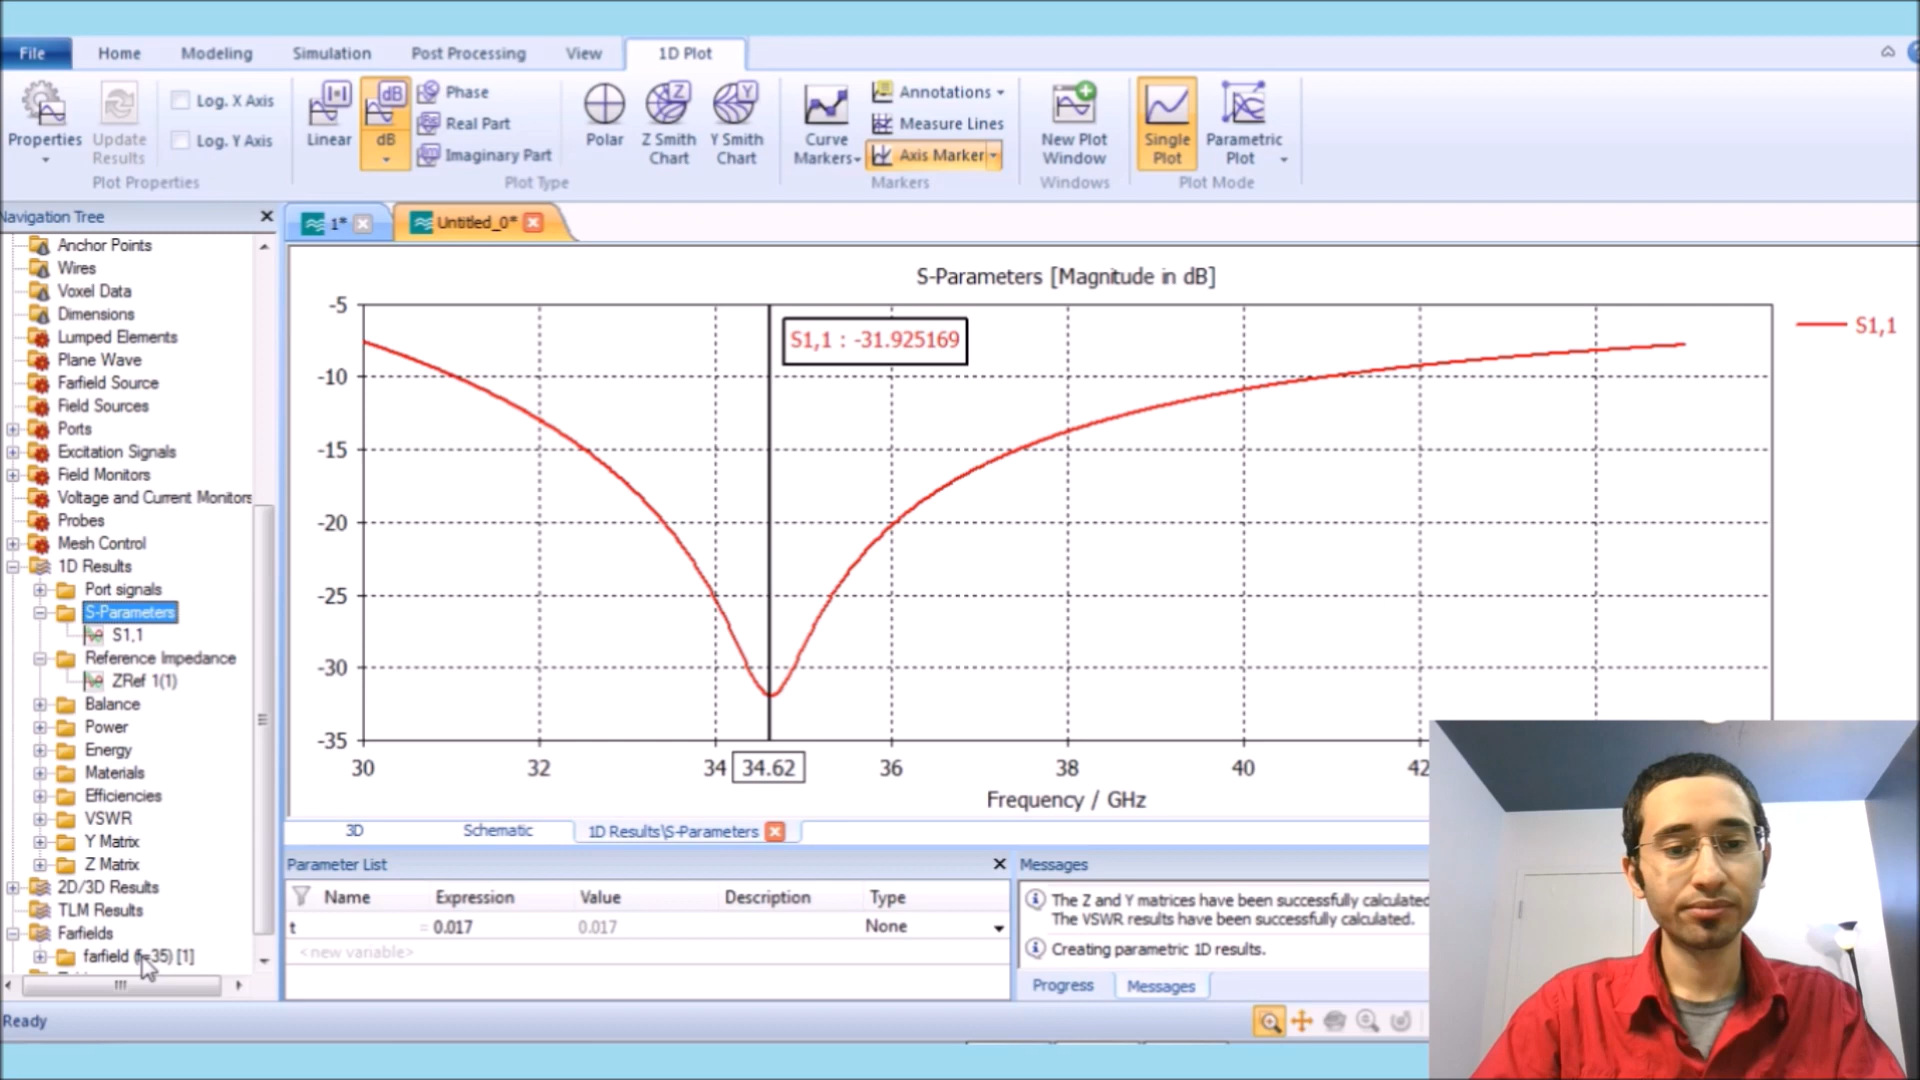 File Home Modeling Simulation Post Processing View 1D Plot
Properties
Update Results
Log. X Axis
Log. Y Axis
Plot Properties
Linear
dB
Phase
Real Part
Imaginary Part
Polar
Z Smith Chart
Y Smith Chart
Plot Type
Curve Markers
Annotations
Measure Lines
Axis Marker
Markers
New Plot Window
Windows
Single Plot
Parametric Plot
Plot Mode
Navigation Tree
Anchor Points
Wires
Voxel Data
Dimensions
Lumped Elements
Plane Wave
Farfield Source
Field Sources
Ports
Excitation Signals
Field Monitors
Voltage and Current Monitors
Probes
Mesh Control
1D Results
Port signals
S-Parameters
S1,1
Reference Impedance
ZRef 1(1)
Balance
Power
Energy
Materials
Efficiencies
VSWR
Y Matrix
Z Matrix
2D/3D Results
TLM Results
Farfields
farfield (f=35) [1]
1* Untitled_0*
S-Parameters [Magnitude in dB]
S1,1 : -31.925169
S1,1
-5
-10
-15
-20
-25
-30
-35
30 32 34 34.62 36 38 40 42
Frequency / GHz
3D Schematic 1D Results\S-Parameters
Parameter List
Name Expression Value Description Type
t = 0.017 0.017 None
<new variable>
Messages
The Z and Y matrices have been successfully calculated
The VSWR results have been successfully calculated.
Creating parametric 1D results.
Progress Messages
Ready